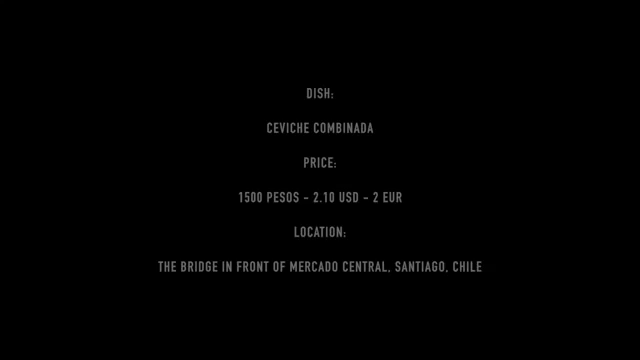 DISH:
CEVICHE COMBINADA
PRICE:
1500 PESOS - 2.10 USD - 2 EUR
LOCATION:
THE BRIDGE IN FRONT OF MERCADO CENTRAL, SANTIAGO, CHILE